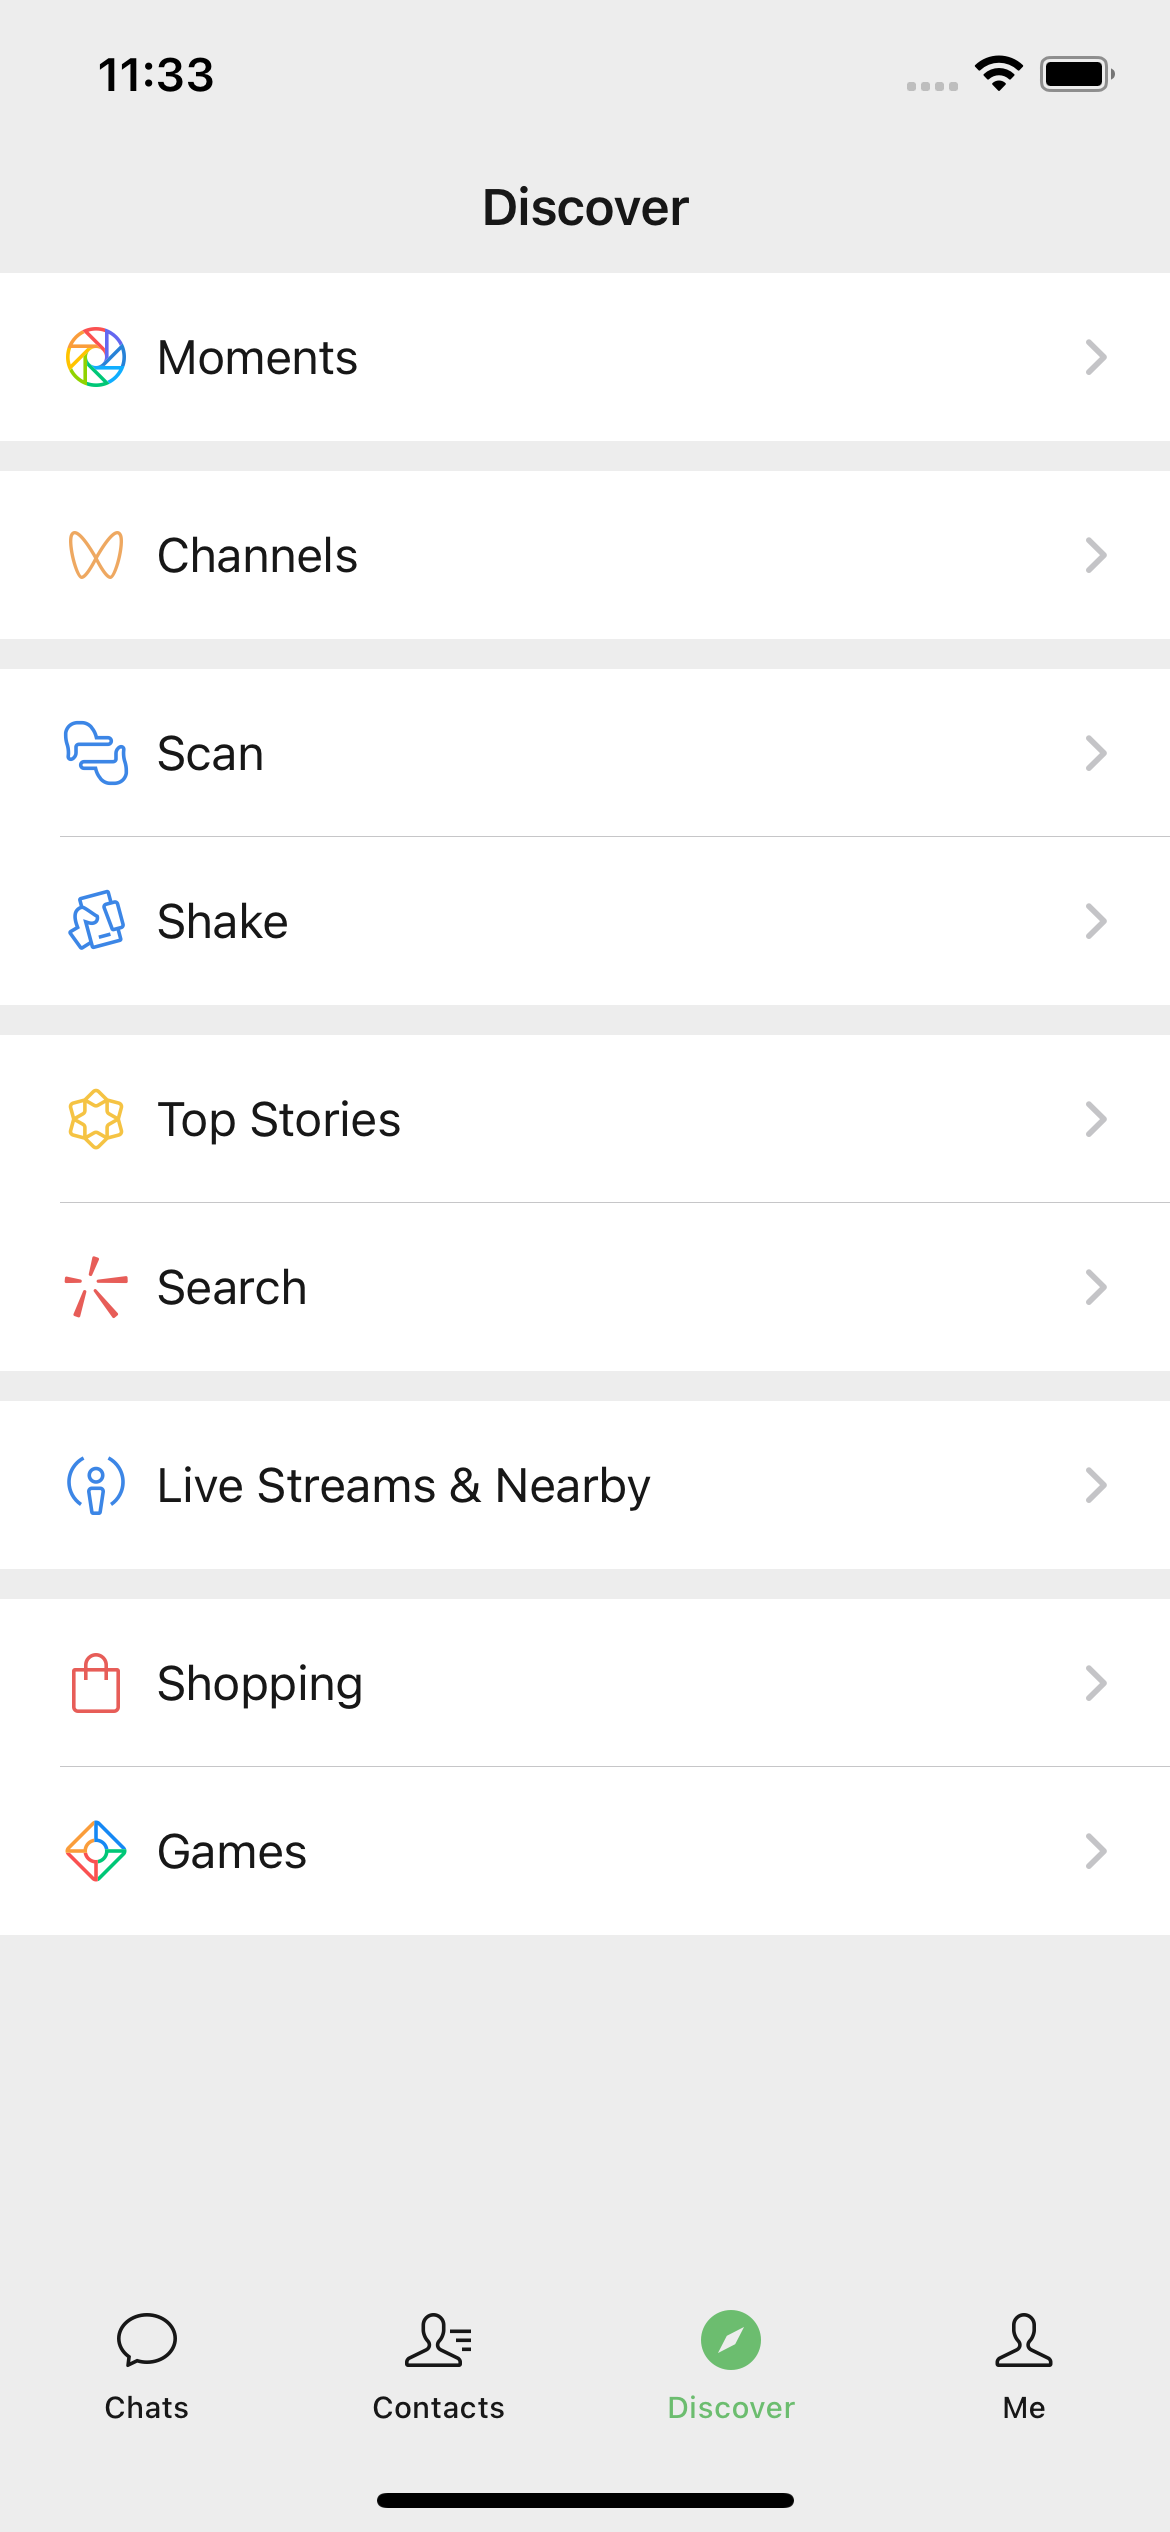 11:33
Discover
Moments
Channels
Scan
Shake
Top Stories
Search
Live Streams & Nearby
Shopping
Games
Chats
Contacts
Discover
Me